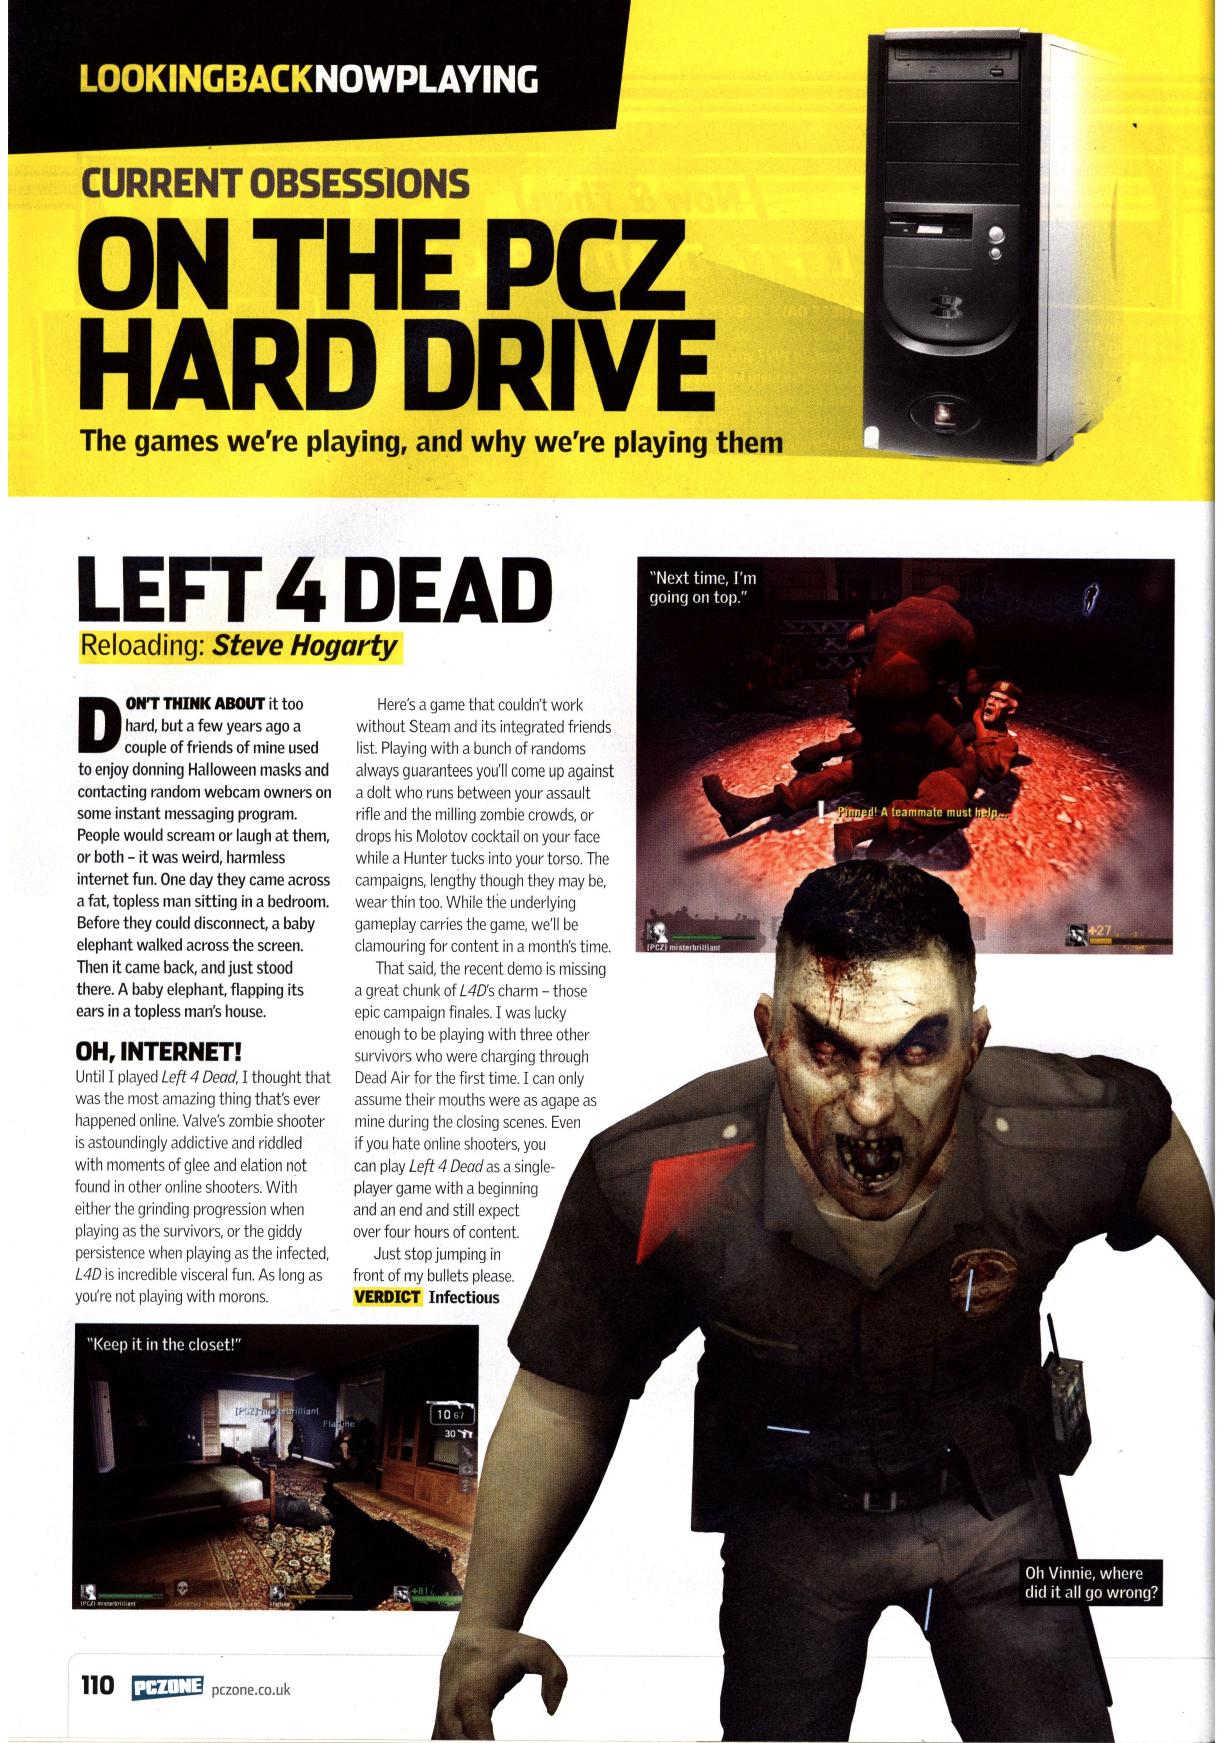 LOOKINGBACKNOWPLAYING
CURRENT OBSESSIONS
ON THE PCZ
HARD DRIVE
The games we're playing, and why we're playing them
LEFT 4 DEAD
Reloading: Steve Hogarty
DON'T THINK ABOUT it too
hard, but a few years ago a
couple of friends of mine used
to enjoy donning Halloween masks and
contacting random webcam owners on
some instant messaging program.
People would scream or laugh at them,
or both – it was weird, harmless
internet fun. One day they came across
a fat, topless man sitting in a bedroom.
Before they could disconnect, a baby
elephant walked across the screen.
Then it came back, and just stood
there. A baby elephant, flapping its
ears in a topless man's house.
OH, INTERNET!
Until I played Left 4 Dead, I thought that
was the most amazing thing that's ever
happened online. Valve's zombie shooter
is astoundingly addictive and riddled
with moments of glee and elation not
found in other online shooters. With
either the grinding progression when
playing as the survivors, or the giddy
persistence when playing as the infected,
L4D is incredible visceral fun. As long as
you're not playing with morons.
Here's a game that couldn't work
without Steam and its integrated friends
list. Playing with a bunch of randoms
always guarantees you'll come up against
a dolt who runs between your assault
rifle and the milling zombie crowds, or
drops his Molotov cocktail on your face
while a Hunter tucks into your torso. The
campaigns, lengthy though they may be,
wear thin too. While the underlying
gameplay carries the game, we'll be
clamouring for content in a month's time.
That said, the recent demo is missing
a great chunk of L4D's charm – those
epic campaign finales. I was lucky
enough to be playing with three other
survivors who were charging through
Dead Air for the first time. I can only
assume their mouths were as agape as
mine during the closing scenes. Even
if you hate online shooters, you
can play Left 4 Dead as a single-
player game with a beginning
and an end and still expect
over four hours of content.
Just stop jumping in
front of my bullets please.
VERDICT Infectious
"Next time, I'm
going on top."
Pinned! A teammate must help...
[PCZ] misterbrilliant
+27
"Keep it in the closet!"
[PCZ] misterbrilliant
10 67
30
[PCZ] misterbrilliant
+81
Oh Vinnie, where
did it all go wrong?
110 PCZONE pczone.co.uk